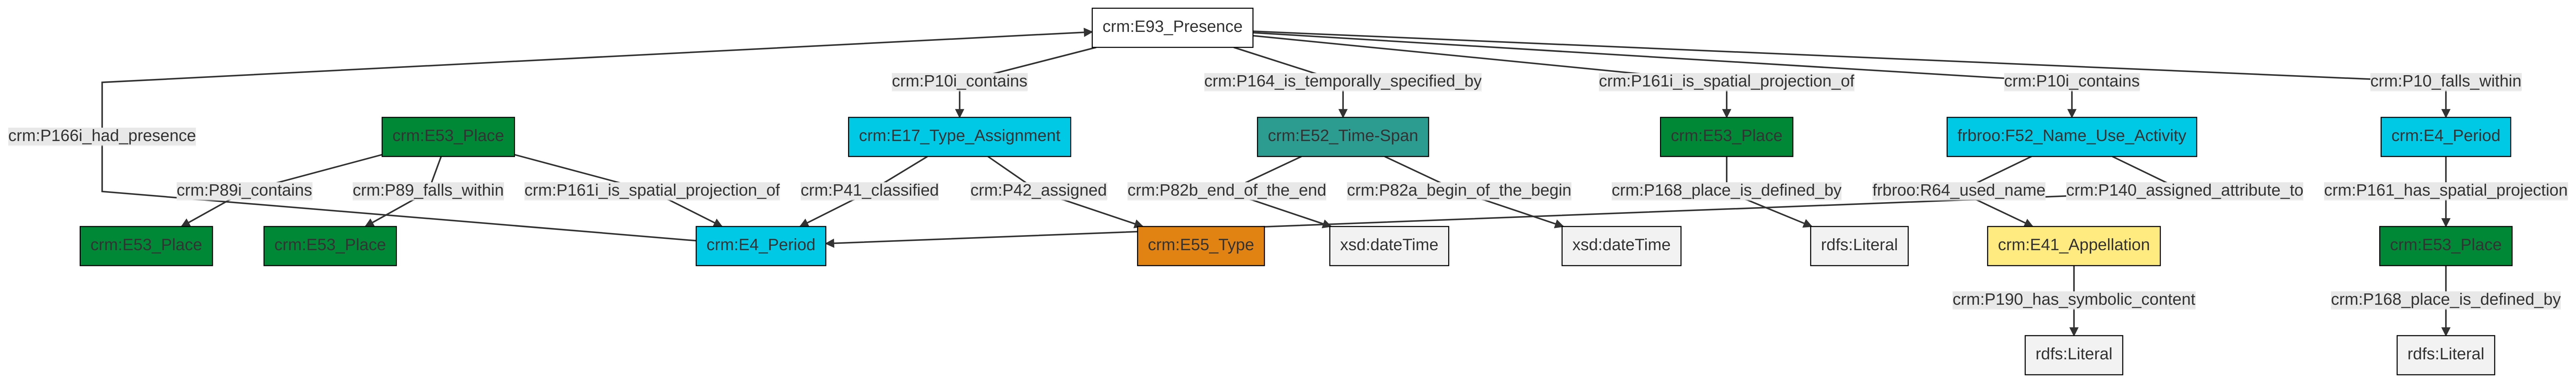 crm:E93_Presence
crm:P10i_contains
crm:P164_is_temporally_specified_by
crm:P161i_is_spatial_projection_of
crm:P10i_contains
crm:P10_falls_within
crm:P166i_had_presence
crm:E53_Place
crm:E17_Type_Assignment
crm:E52_Time-Span
crm:E53_Place
frbroo:F52_Name_Use_Activity
crm:E4_Period
crm:P89i_contains
crm:P89_falls_within
crm:P161i_is_spatial_projection_of
crm:P41_classified
crm:P42_assigned
crm:P82b_end_of_the_end
crm:P82a_begin_of_the_begin
crm:P168_place_is_defined_by
frbroo:R64_used_name
crm:P140_assigned_attribute_to
crm:P161_has_spatial_projection
crm:E53_Place
crm:E53_Place
crm:E4_Period
crm:E55_Type
xsd:dateTime
xsd:dateTime
rdfs:Literal
crm:E41_Appellation
crm:E53_Place
crm:P190_has_symbolic_content
crm:P168_place_is_defined_by
rdfs:Literal
rdfs:Literal